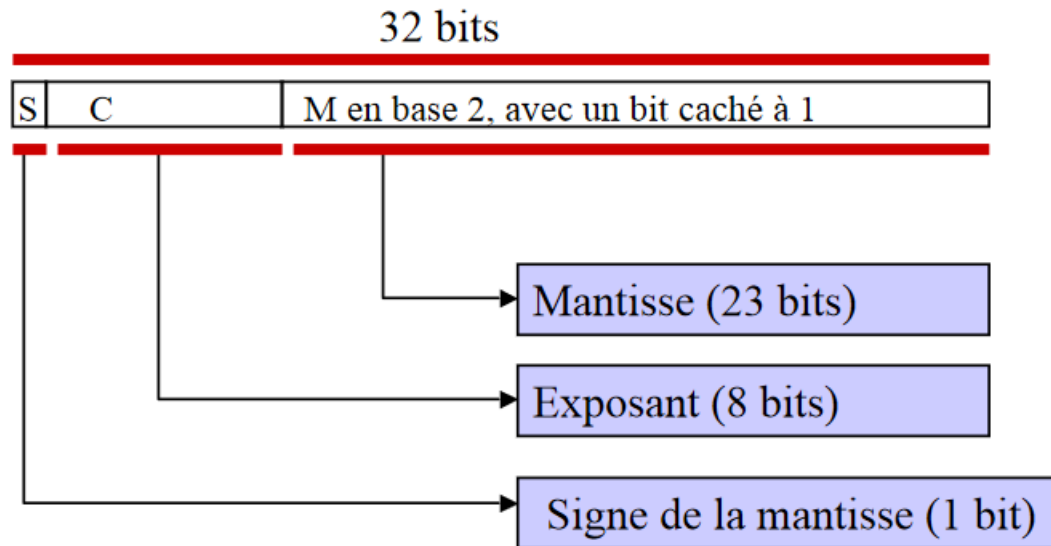 32 bits
S C M en base 2, avec un bit caché à 1
Mantisse (23 bits)
Exposant (8 bits)
Signe de la mantisse (1 bit)